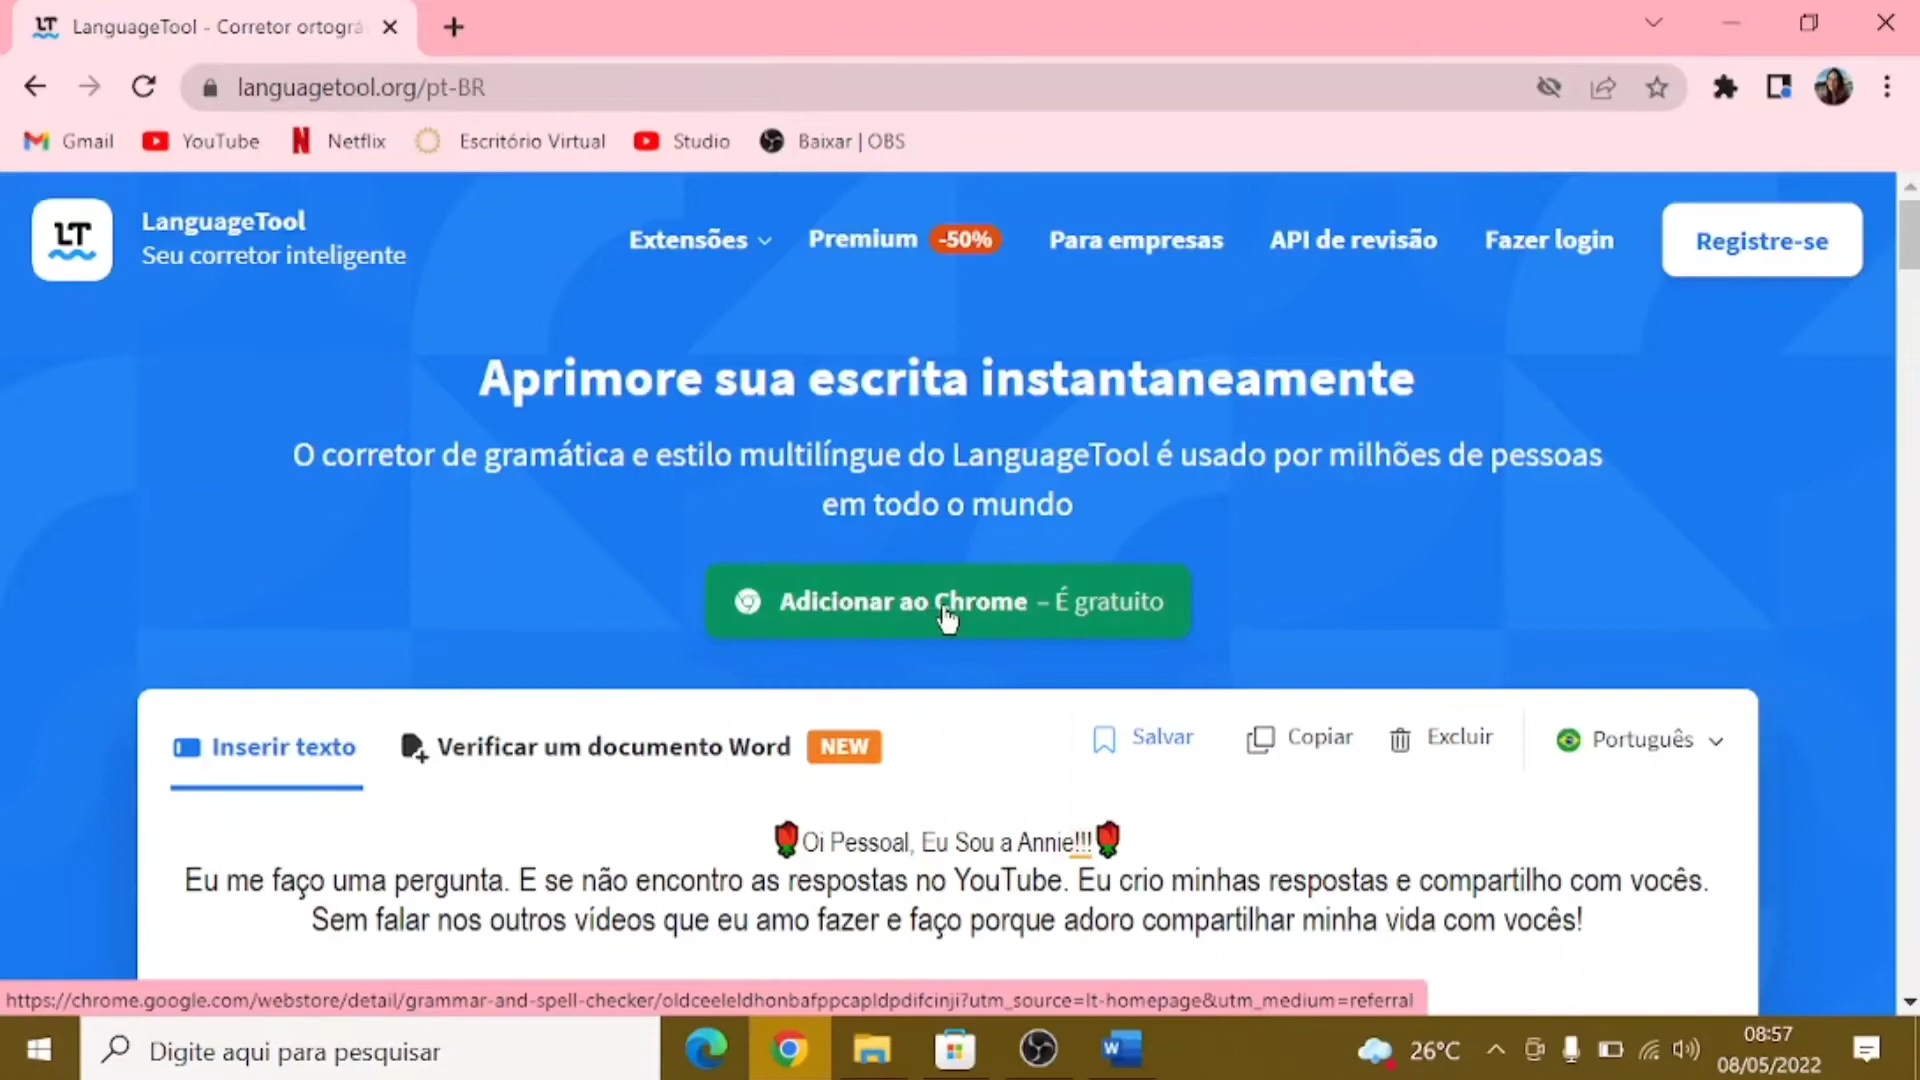 LanguageTool - Corretor ortográ
languagetool.org/pt-BR
Gmail YouTube Netflix Escritório Virtual Studio Baixar | OBS
LT LanguageTool
Seu corretor inteligente
Extensões Premium -50% Para empresas API de revisão Fazer login Registre-se
Aprimore sua escrita instantaneamente
O corretor de gramática e estilo multilíngue do LanguageTool é usado por milhões de pessoas
em todo o mundo
Adicionar ao Chrome – É gratuito
Inserir texto Verificar um documento Word NEW Salvar Copiar Excluir Português
🌹Oi Pessoal, Eu Sou a Annie!!!🌹
Eu me faço uma pergunta. E se não encontro as respostas no YouTube. Eu crio minhas respostas e compartilho com vocês.
Sem falar nos outros vídeos que eu amo fazer e faço porque adoro compartilhar minha vida com vocês!
https://chrome.google.com/webstore/detail/grammar-and-spell-checker/oldceeleldhonbafppcapldpdifcinji?utm_source=lt-homepage&utm_medium=referral
Digite aqui para pesquisar
26°C
08:57
08/05/2022